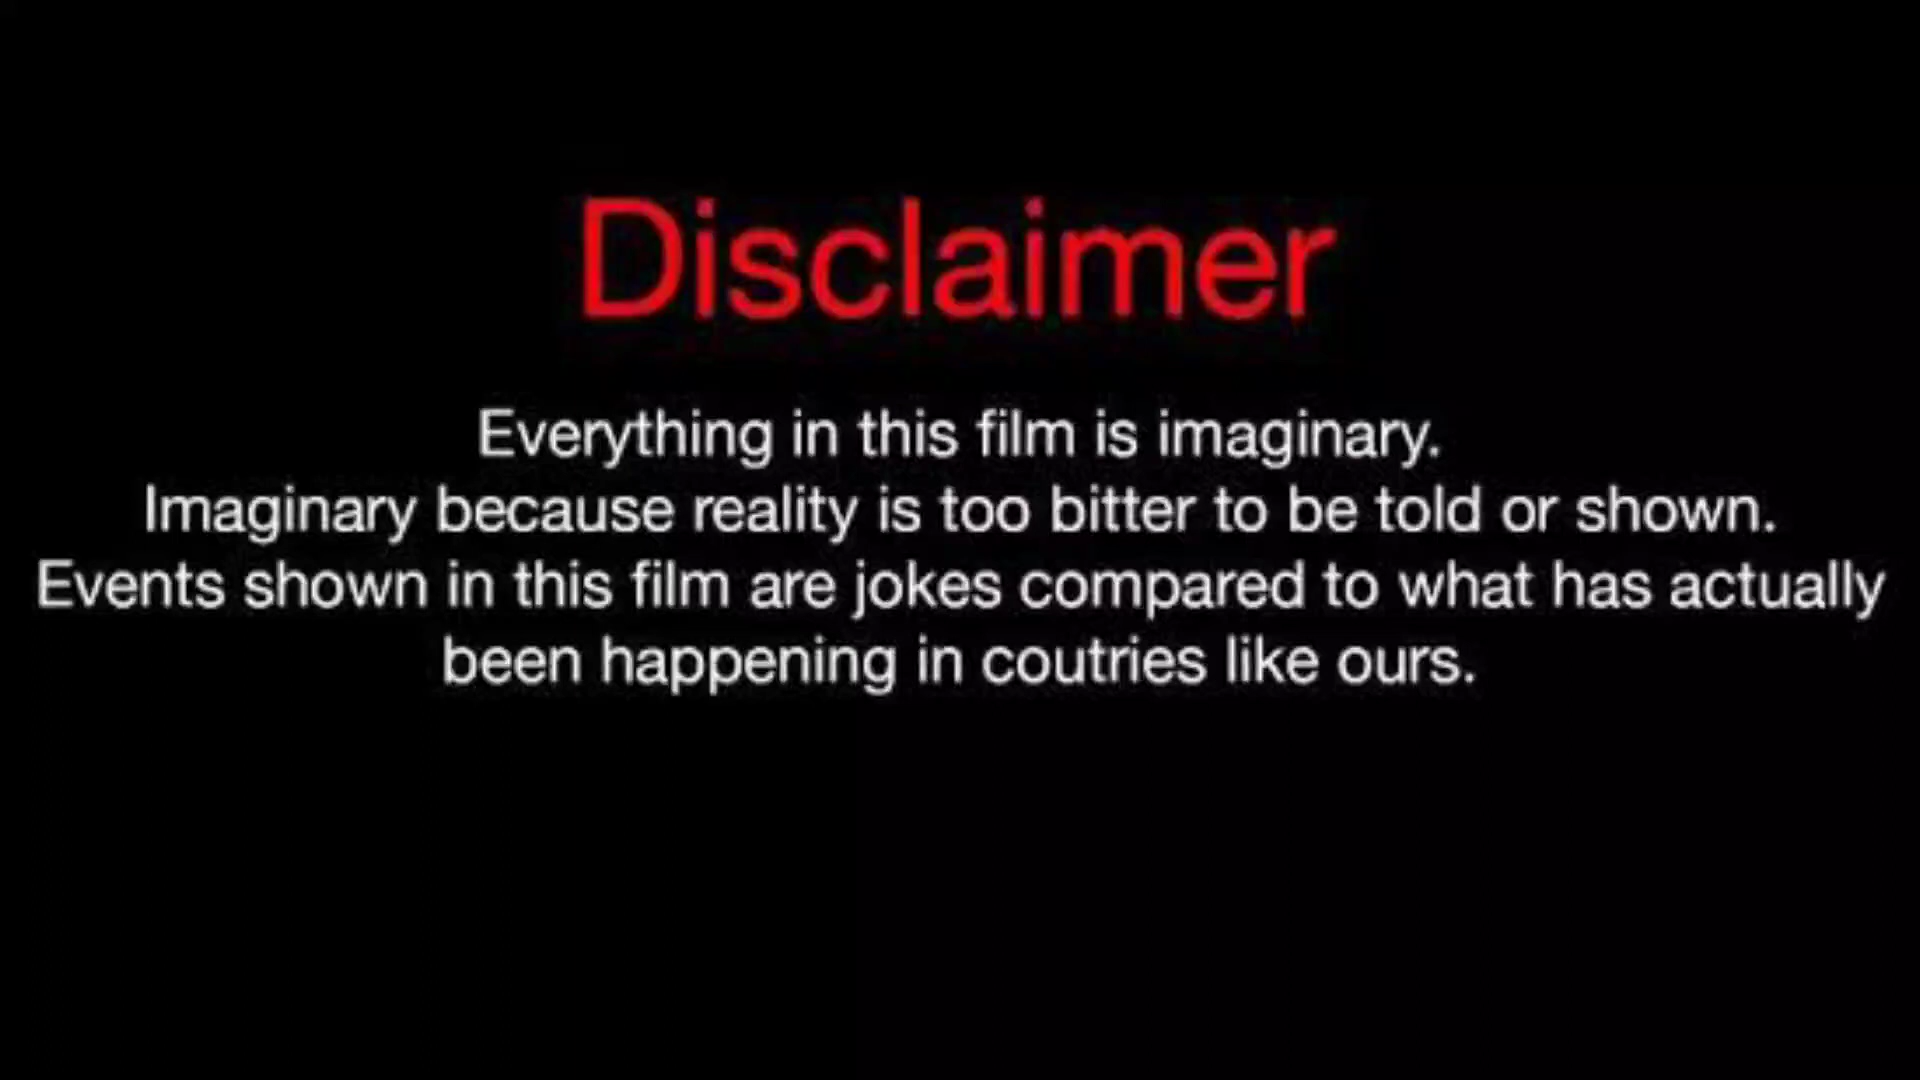 Disclaimer
Everything in this film is imaginary.
Imaginary because reality is too bitter to be told or shown.
Events shown in this film are jokes compared to what has actually
been happening in coutries like ours.